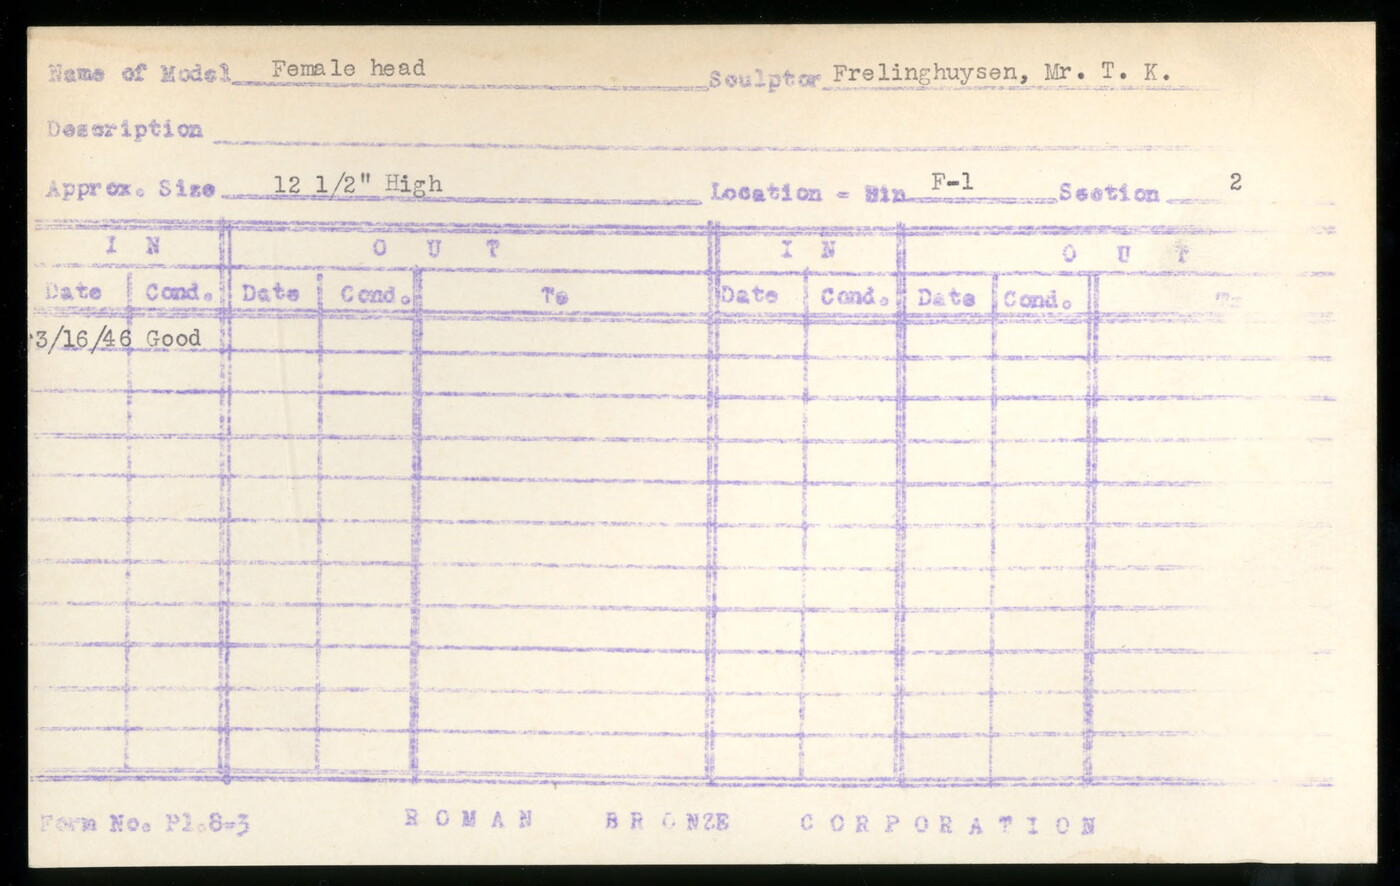 Name of Model Female head Sculptor Frelinghuysen, Mr. T. K.
Description
Approx. Size 12 1/2" High Location - Bin F-1 Section 2
I N O U T I N O U T
Date Cond. Date Cond. To Date Cond. Date Cond. To
3/16/46 Good
Form No. Pl.8-3 ROMAN BRONZE CORPORATION